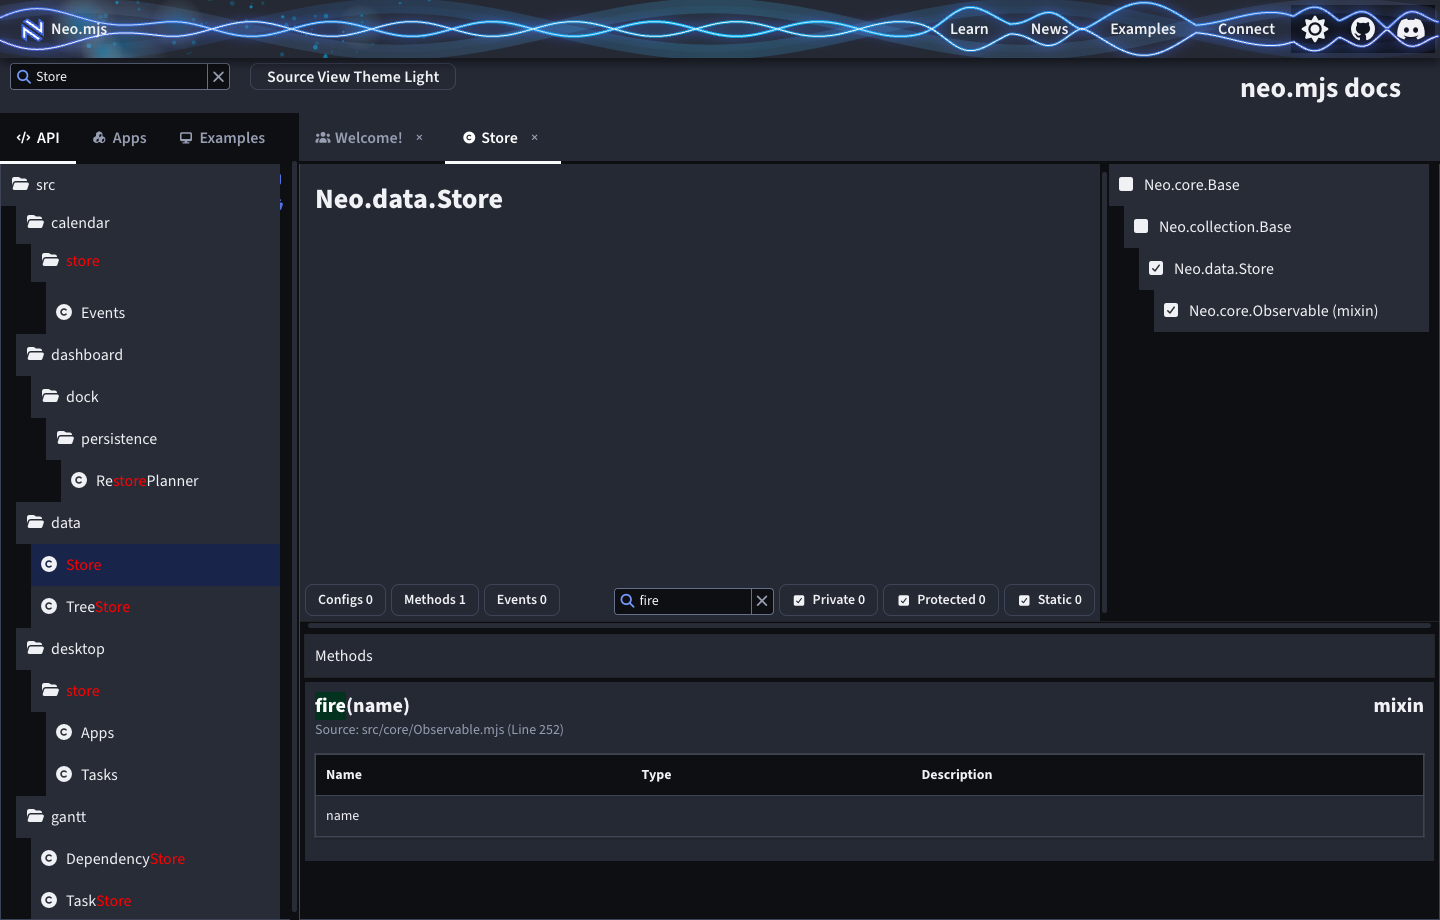 Neo.mjs
Learn
News
Examples
Connect
Store
Source View Theme Light
neo.mjs docs
API
Apps
Examples
Welcome! ×
Store ×
src
calendar
store
Events
dashboard
dock
persistence
RestorePlanner
data
Store
TreeStore
desktop
store
Apps
Tasks
gantt
DependencyStore
TaskStore
Neo.data.Store
Configs 0
Methods 1
Events 0
fire
Private 0
Protected 0
Static 0
Neo.core.Base
Neo.collection.Base
Neo.data.Store
Neo.core.Observable (mixin)
Methods
fire(name)
mixin
Source: src/core/Observable.mjs (Line 252)
Name Type Description
name